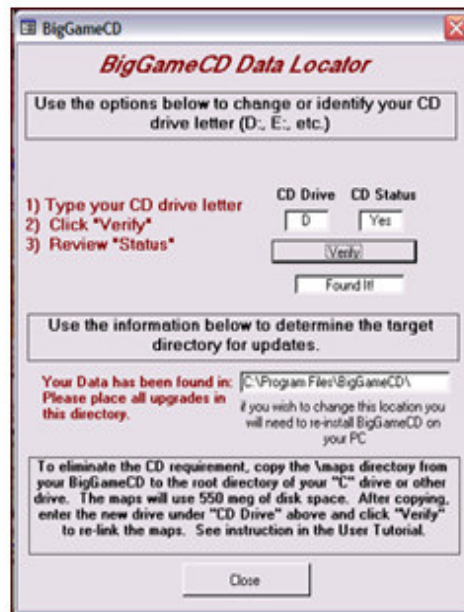 BigGameCD
BigGameCD Data Locator
Use the options below to change or identify your CD
drive letter (D:, E:, etc.)
CD Drive CD Status
1) Type your CD drive letter
2) Click "Verify"
3) Review "Status"
D Yes
Verify
Found It!
Use the information below to determine the target
directory for updates.
Your Data has been found in:
Please place all upgrades in
this directory.
C:\Program Files\BigGameCD\
if you wish to change this location you
will need to re-install BigGameCD on
your PC
To eliminate the CD requirement, copy the \maps directory from
your BigGameCD to the root directory of your "C" drive or other
drive. The maps will use 550 meg of disk space. After copying,
enter the new drive under "CD Drive" above and click "Verify"
to re-link the maps. See instruction in the User Tutorial.
Close